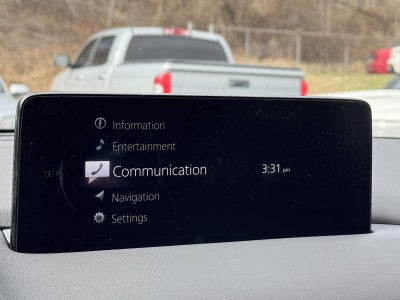 Information
Entertainment
Communication 3:31 pm
Navigation
Settings